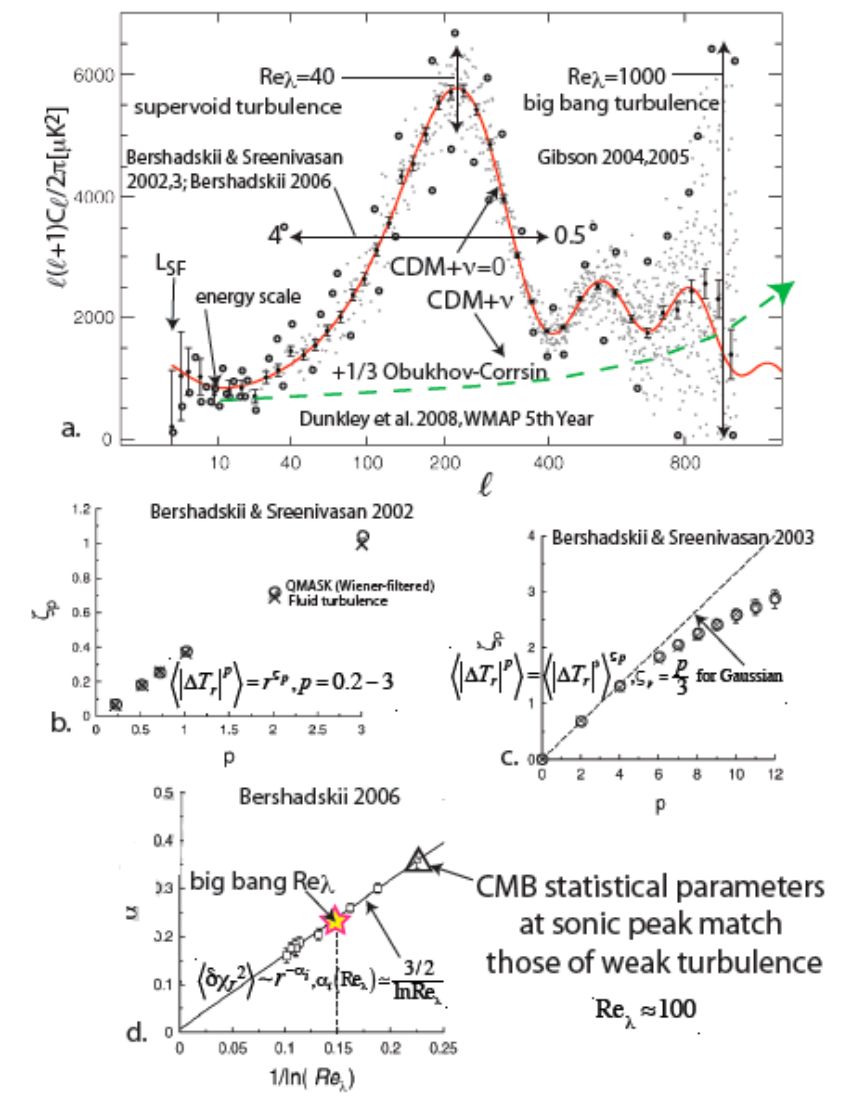 6000
4000
2000
0
ℓ(ℓ+1)Cℓ/2π[μK²]
Reλ=40
supervoid turbulence
Reλ=1000
big bang turbulence
Bershadskii & Sreenivasan
2002,3; Bershadskii 2006
Gibson 2004,2005
4
0.5
LSF
energy scale
CDM+ν=0
CDM+ν
+1/3 Obukhov-Corrsin
Dunkley et al. 2008, WMAP 5th Year
a.
10 40 100 200 400 800
ℓ
Bershadskii & Sreenivasan 2002
1.2
1
0.8
0.6
0.4
0.2
0
ζp
QMASK (Wiener-filtered)
Fluid turbulence
⟨|ΔTr|^p⟩ = r^ςp, p = 0.2 − 3
b.
0 0.5 1 1.5 2 2.5 3
p
Bershadskii & Sreenivasan 2003
4
3
2
1
0
ζp
⟨|ΔTr|^p⟩ = ⟨|ΔTr|^3⟩^ςp, ςp = p/3 for Gaussian
c.
0 2 4 6 8 10 12
p
Bershadskii 2006
0.5
0.4
0.3
0.2
0.1
0
α
big bang Reλ
⟨δχr²⟩ ~ r^−αi, αi(Reλ) ≃ 3/2 / lnReλ
d.
0 0.05 0.1 0.15 0.2 0.25
1/ln( Reλ)
CMB statistical parameters
at sonic peak match
those of weak turbulence
Reλ ≈100